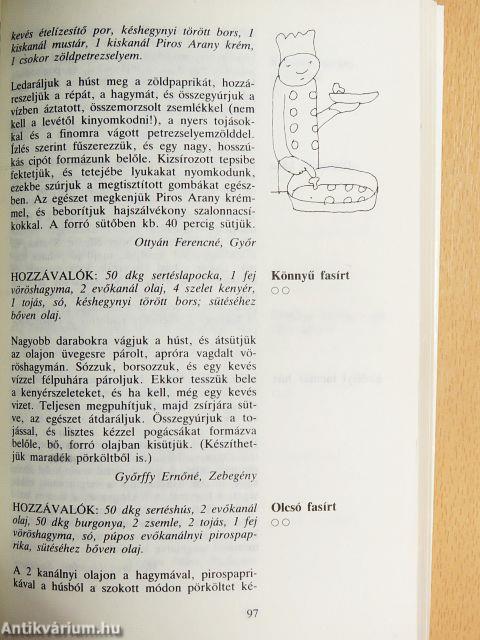 kevés ételízesítő por, késhegynyi törött bors, 1
kiskanál mustár, 1 kiskanál Piros Arany krém,
1 csokor zöldpetrezselyem.
Ledaráljuk a húst meg a zöldpaprikát, hozzá-
reszeljük a répát, a hagymát, és összegyúrjuk a
vízben áztatott, összemorzsolt zsemlékkel (nem
kell a levétől kinyomkodni!), a nyers tojások-
kal és a finomra vágott petrezselyemzölddel.
Ízlés szerint fűszerezzük, és egy nagy, hosszú-
kás cipót formázunk belőle. Kizsírozott tepsibe
fektetjük, és tetejébe lyukakat nyomkodunk,
ezekbe szúrjuk a megtisztított gombákat egész-
ben. Az egészet megkenjük Piros Arany krém-
mel, és beborítjuk hajszálvékony szalonnacsí-
kokkal. A forró sütőben kb. 40 percig sütjük.
Ottyán Ferencné, Győr
HOZZÁVALÓK: 50 dkg sertéslapocka, 1 fej
vöröshagyma, 2 evőkanál olaj, 4 szelet kenyér,
1 tojás, só, késhegynyi törött bors; sütéséhez
bőven olaj.
Könnyű fasírt
Nagyobb darabokra vágjuk a húst, és átsütjük
az olajon üvegesre párolt, apróra vagdalt vö-
röshagymán. Sózzuk, borsozzuk, és egy kevés
vízzel félpuhára pároljuk. Ekkor tesszük bele
a kenyérszeleteket, és ha kell, még egy kevés
vizet. Teljesen megpuhítjuk, majd zsírjára süt-
ve, az egészet átdaráljuk. Összegyúrjuk a to-
jással, és lisztes kézzel pogácsákat formázva
belőle, bő, forró olajban kisütjük. (Készíthet-
jük maradék pörköltből is.)
Győrffy Ernőné, Zebegény
HOZZÁVALÓK: 50 dkg sertéshús, 2 evőkanál
olaj, 50 dkg burgonya, 2 zsemle, 2 tojás, 1 fej
vöröshagyma, só, púpos evőkanálnyi pirospap-
rika, sütéséhez bőven olaj.
Olcsó fasírt
A 2 kanálnyi olajon a hagymával, pirospapri-
kával a húsból a szokott módon pörköltet ké-
97
Antikvárium.hu